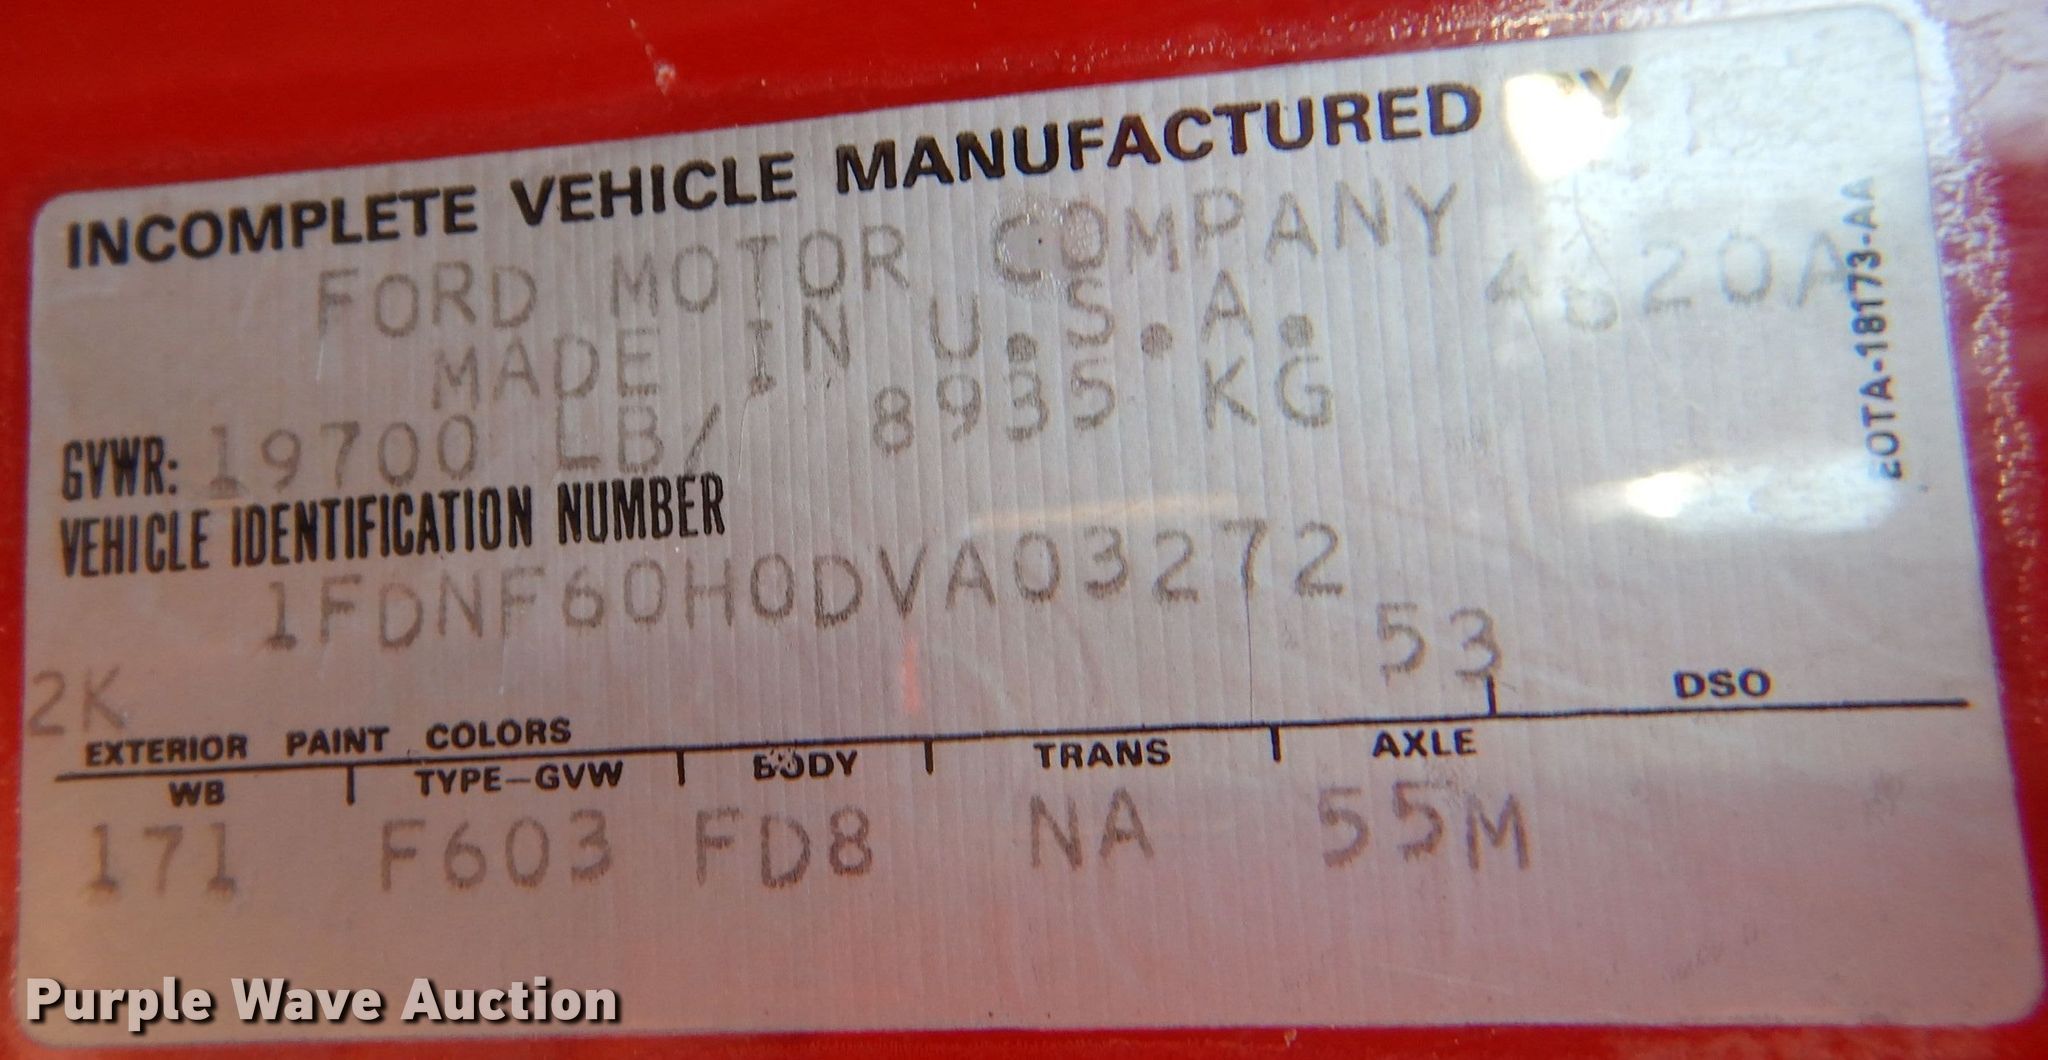 INCOMPLETE VEHICLE MANUFACTURED BY
FORD MOTOR COMPANY
MADE IN U.S.A.
GVWR: 19700 LB/ 8935 KG
EOTA-18173-AA
VEHICLE IDENTIFICATION NUMBER
1FDNF60H0DVA03272
53
2K
EXTERIOR PAINT COLORS
DSO
WB TYPE-GVW BODY TRANS AXLE
171 F603 FD8 NA 55M
Purple Wave Auction